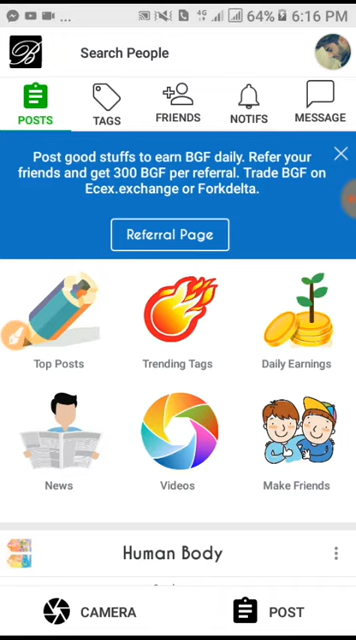 ... 4G 64% 6:16 PM
B Search People
POSTS TAGS FRIENDS NOTIFS MESSAGE
Post good stuffs to earn BGF daily. Refer your
friends and get 300 BGF per referral. Trade BGF on
Ecex.exchange or Forkdelta.
Referral Page
Top Posts Trending Tags Daily Earnings
News Videos Make Friends
Human Body
CAMERA POST